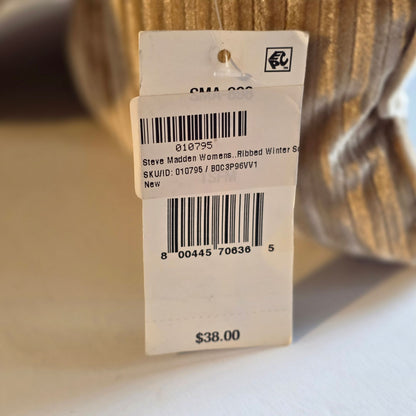 010795
Steve Madden Womens..Ribbed Winter
SKU/ID: 010795 / B0C3P96VV1
New
8 00445 70636 5
$38.00